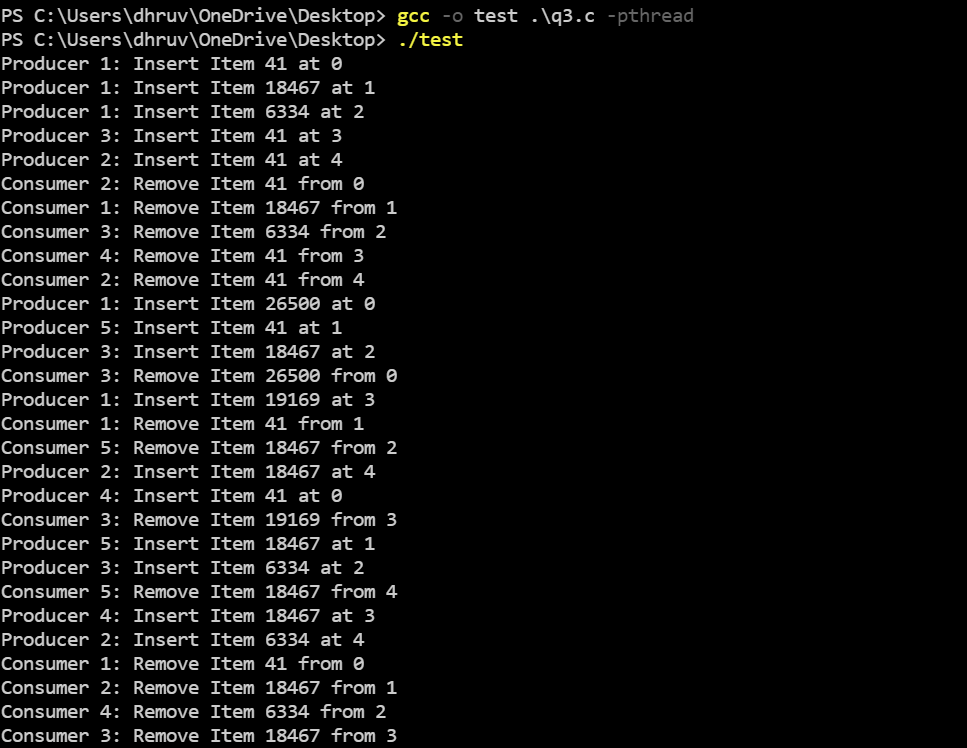 PS C:\Users\dhruv\OneDrive\Desktop> gcc -o test .\q3.c -pthread
PS C:\Users\dhruv\OneDrive\Desktop> ./test
Producer 1: Insert Item 41 at 0
Producer 1: Insert Item 18467 at 1
Producer 1: Insert Item 6334 at 2
Producer 3: Insert Item 41 at 3
Producer 2: Insert Item 41 at 4
Consumer 2: Remove Item 41 from 0
Consumer 1: Remove Item 18467 from 1
Consumer 3: Remove Item 6334 from 2
Consumer 4: Remove Item 41 from 3
Consumer 2: Remove Item 41 from 4
Producer 1: Insert Item 26500 at 0
Producer 5: Insert Item 41 at 1
Producer 3: Insert Item 18467 at 2
Consumer 3: Remove Item 26500 from 0
Producer 1: Insert Item 19169 at 3
Consumer 1: Remove Item 41 from 1
Consumer 5: Remove Item 18467 from 2
Producer 2: Insert Item 18467 at 4
Producer 4: Insert Item 41 at 0
Consumer 3: Remove Item 19169 from 3
Producer 5: Insert Item 18467 at 1
Producer 3: Insert Item 6334 at 2
Consumer 5: Remove Item 18467 from 4
Producer 4: Insert Item 18467 at 3
Producer 2: Insert Item 6334 at 4
Consumer 1: Remove Item 41 from 0
Consumer 2: Remove Item 18467 from 1
Consumer 4: Remove Item 6334 from 2
Consumer 3: Remove Item 18467 from 3